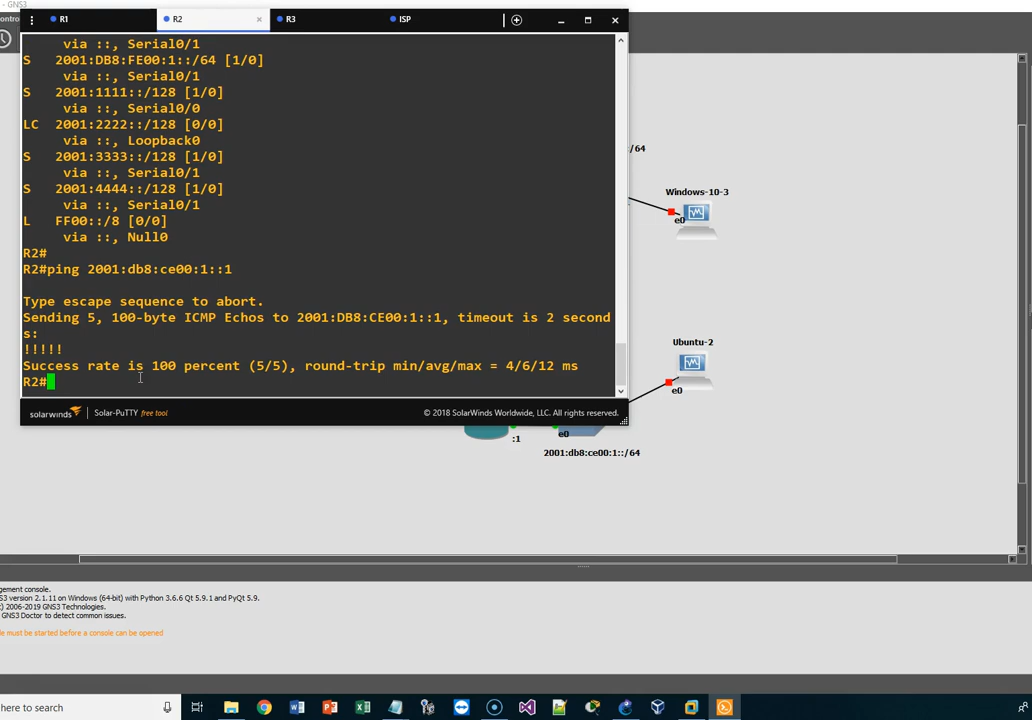 - GNS3
Control
R1
R2
R3
ISP
via ::, Serial0/1
S   2001:DB8:FE00:1::/64 [1/0]
via ::, Serial0/1
S   2001:1111::/128 [1/0]
via ::, Serial0/0
LC  2001:2222::/128 [0/0]
via ::, Loopback0
S   2001:3333::/128 [1/0]
via ::, Serial0/1
S   2001:4444::/128 [1/0]
via ::, Serial0/1
L   FF00::/8 [0/0]
via ::, Null0
R2#
R2#ping 2001:db8:ce00:1::1
Type escape sequence to abort.
Sending 5, 100-byte ICMP Echos to 2001:DB8:CE00:1::1, timeout is 2 second
s:
!!!!!
Success rate is 100 percent (5/5), round-trip min/avg/max = 4/6/12 ms
R2#
solarwinds
Solar-PuTTY free tool
© 2018 SolarWinds Worldwide, LLC. All rights reserved.
::/64
Windows-10-3
e0
Ubuntu-2
e0
:1
e0
2001:db8:ce00:1::/64
gement console.
S3 version 2.1.11 on Windows (64-bit) with Python 3.6.6 Qt 5.9.1 and PyQt 5.9.
t) 2006-2019 GNS3 Technologies.
GNS3 Doctor to detect common issues.
le must be started before a console can be opened
here to search